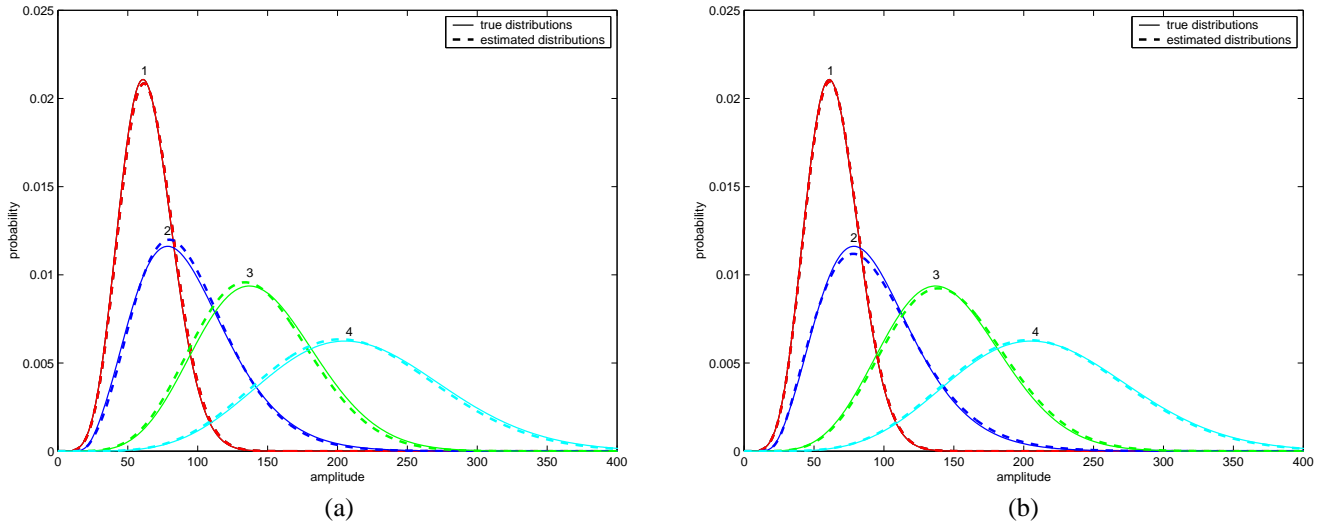 0.025
true distributions
estimated distributions
1
0.02
0.015
probability
2
0.01
3
4
0.005
0
0 50 100 150 200 250 300 350 400
amplitude
(a)
0.025
true distributions
estimated distributions
1
0.02
0.015
probability
2
0.01
3
4
0.005
0
0 50 100 150 200 250 300 350 400
amplitude
(b)